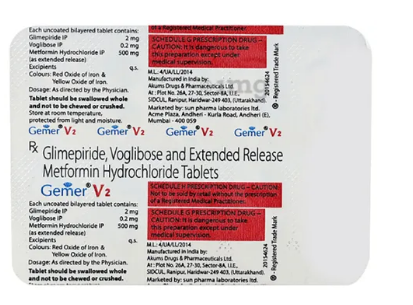 Each uncoated bilayered tablet contains:
Glimepiride IP 2 mg
Voglibose IP 0.2 mg
Metformin Hydrochloride IP 500 mg
(as extended release)
Excipients q.s.
Colours: Red Oxide of Iron &
Yellow Oxide of Iron.
Dosage: As directed by the Physician.
Tablet should be swallowed whole
and not to be chewed or crushed.
Store at room temperature,
protected from light and moisture.
of a Registered Medical Practitioner.
SCHEDULE G PRESCRIPTION DRUG –
CAUTION: It is dangerous to take
this preparation except under
medical supervision.
M.L.: 4/UA/LL/2014
Manufactured in India by:
Akums Drugs & Pharmaceuticals Ltd.
At: Plot No. 26A, 27-30, Sector-8A, I.I.E.,
SIDCUL, Ranipur, Haridwar-249 403, (Uttarakhand).
Marketed by: sun pharma laboratories ltd.
Acme Plaza, Andheri - Kurla Road, Andheri (E),
Mumbai - 400 059
20154624
® - Registered Trade Mark
Gemer® V2 Gemer® V2 Gemer® V2 Gemer® V2
Rx Glimepiride, Voglibose and Extended Release
Metformin Hydrochloride Tablets
Gemer® V2
Each uncoated bilayered tablet contains:
Glimepiride IP 2 mg
Voglibose IP 0.2 mg
Metformin Hydrochloride IP 500 mg
(as extended release)
Excipients q.s.
Colours: Red Oxide of Iron &
Yellow Oxide of Iron.
Dosage: As directed by the Physician.
Tablet should be swallowed whole
and not to be chewed or crushed.
SCHEDULE H PRESCRIPTION DRUG – CAUTION
Not to be sold by retail without the prescription
of a Registered Medical Practitioner.
SCHEDULE G PRESCRIPTION DRUG –
CAUTION: It is dangerous to take
this preparation except under
medical supervision.
M.L.: 4/UA/LL/2014
Manufactured in India by:
Akums Drugs & Pharmaceuticals Ltd.
At: Plot No. 26A, 27-30, Sector-8A, I.I.E.,
SIDCUL, Ranipur, Haridwar-249 403, (Uttarakhand).
Marketed by: sun pharma laboratories ltd.
20154624
® - Registered Trade Mark